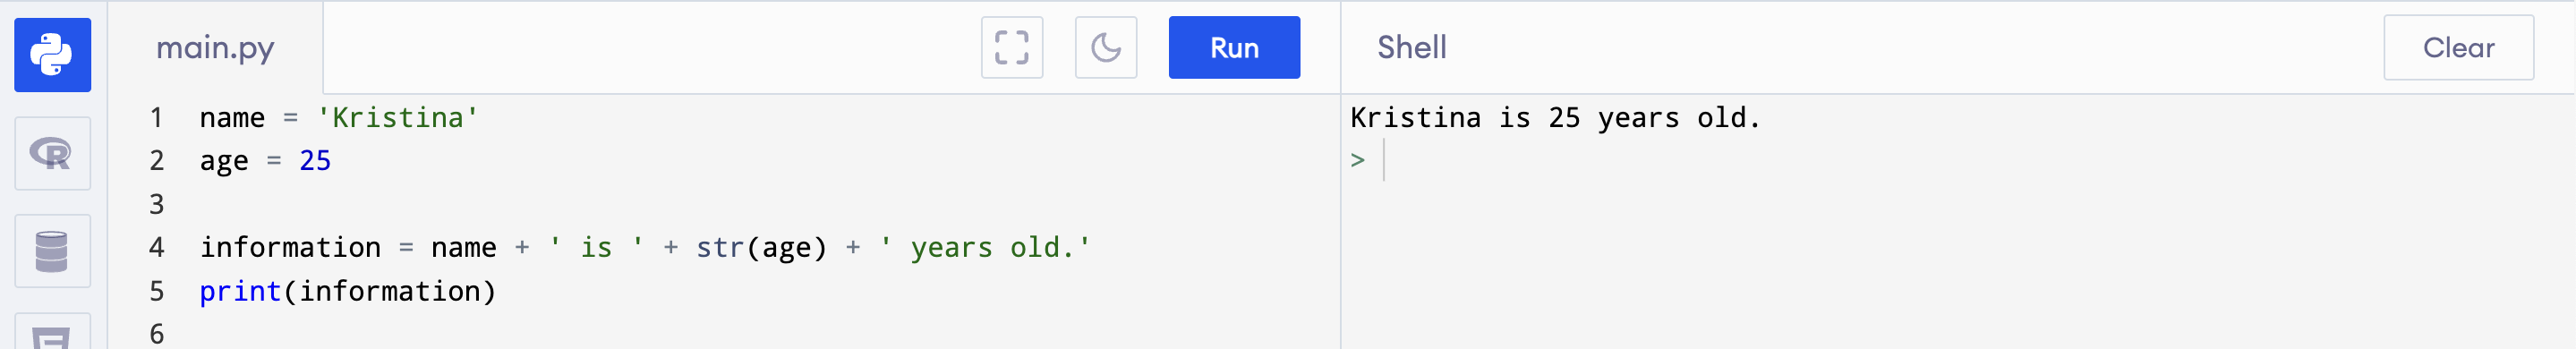 main.py Run Shell Clear
1 name = 'Kristina'
2 age = 25
3
4 information = name + ' is ' + str(age) + ' years old.'
5 print(information)
6
Kristina is 25 years old.
>
R